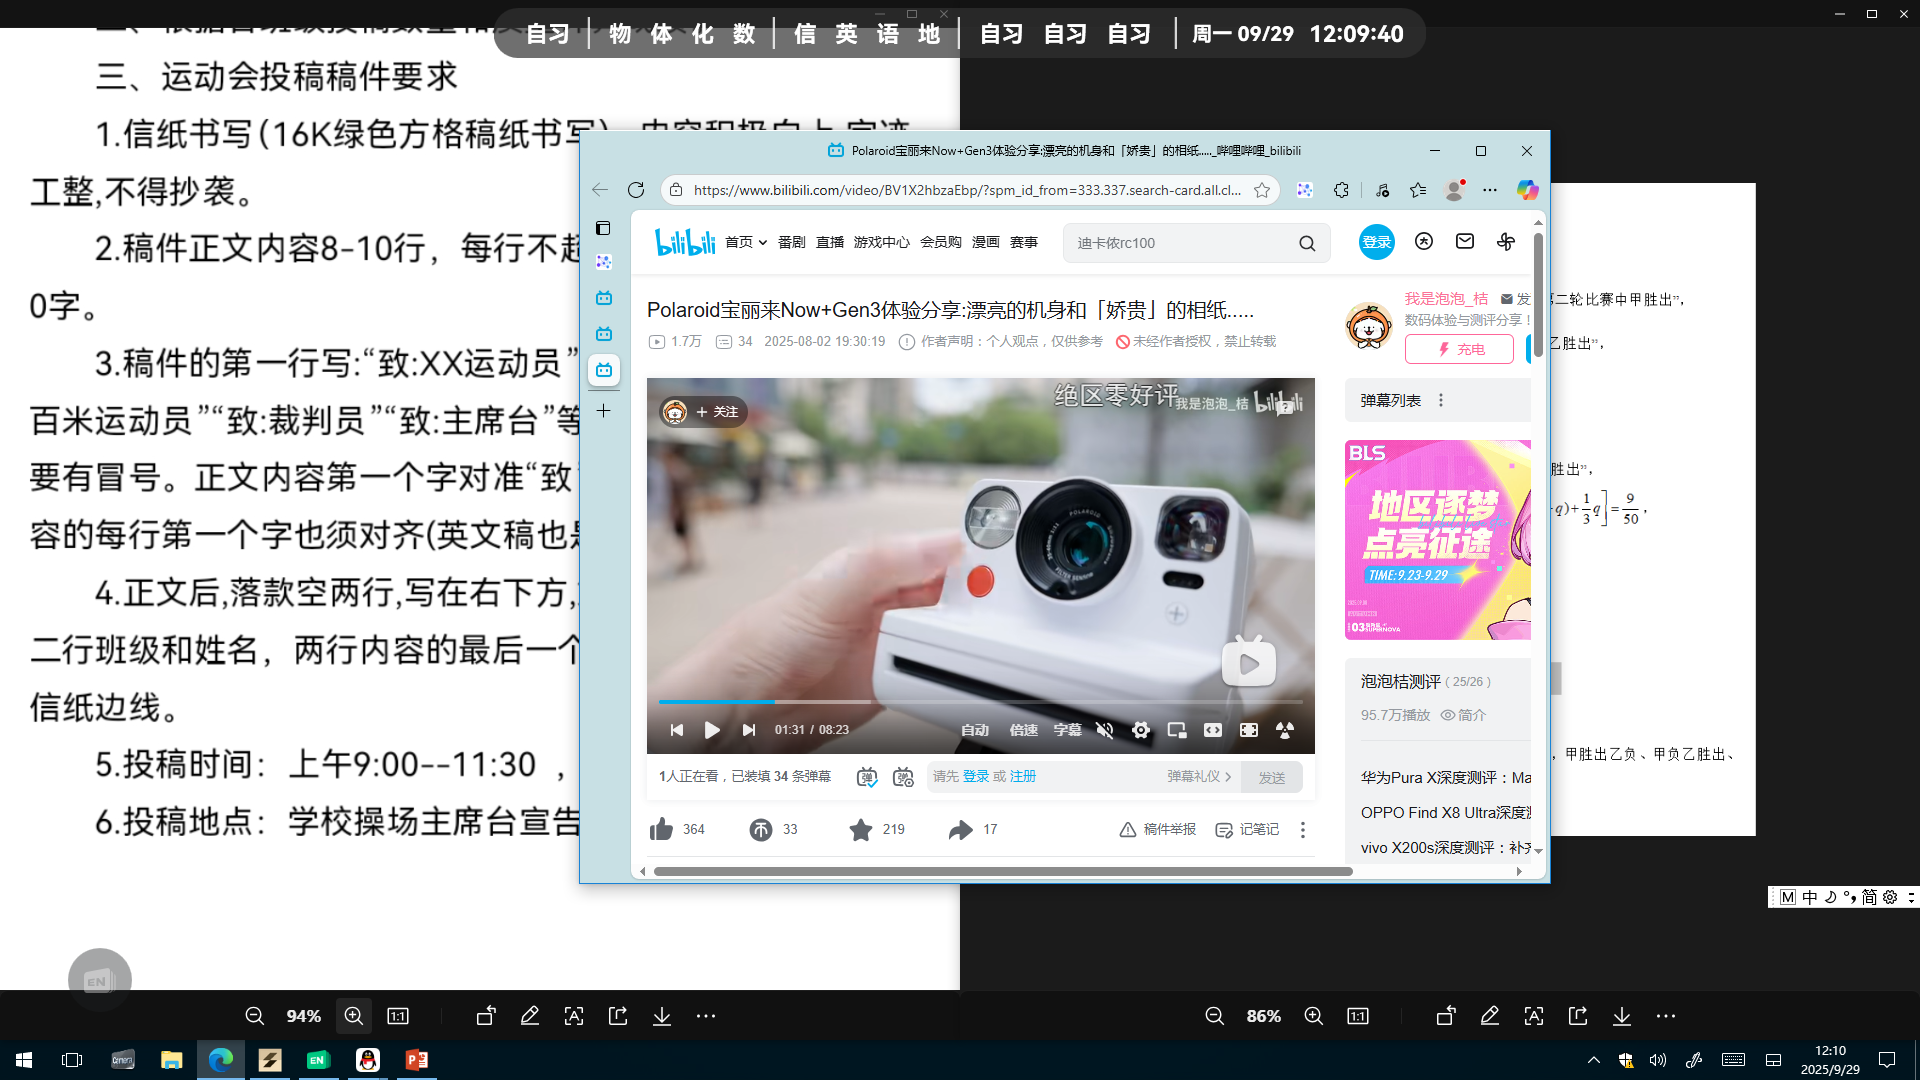 自习 物 体 化 数 信 英 语 地 自习 自习 自习 周一 09/29 12:09:40
三、运动会投稿稿件要求
1.信纸书写(16K绿色方格稿纸书写)
工整,不得抄袭。
2.稿件正文内容8-10行，每行不超
0字。
3.稿件的第一行写:“致:XX运动员”
百米运动员”“致:裁判员”“致:主席台”等
要有冒号。正文内容第一个字对准“致”
容的每行第一个字也须对齐(英文稿也是
4.正文后,落款空两行,写在右下方,
二行班级和姓名，两行内容的最后一个
信纸边线。
5.投稿时间：上午9:00--11:30 ，
6.投稿地点：学校操场主席台宣告
EN
94%
1:1
Polaroid宝丽来Now+Gen3体验分享:漂亮的机身和「娇贵」的相纸....._哔哩哔哩_bilibili
https://www.bilibili.com/video/BV1X2hbzaEbp/?spm_id_from=333.337.search-card.all.cl...
bilibili 首页 番剧 直播 游戏中心 会员购 漫画 赛事 迪卡侬rc100 登录
Polaroid宝丽来Now+Gen3体验分享:漂亮的机身和「娇贵」的相纸.....
1.7万 34 2025-08-02 19:30:19 作者声明：个人观点，仅供参考 未经作者授权，禁止转载
我是泡泡_桔 发
数码体验与测评分享！
充电
+ 关注
绝区零好评
我是泡泡_桔 bilibili
POLAROID
01:31 / 08:23 自动 倍速 字幕
1人正在看，已装填 34 条弹幕 请先 登录 或 注册 弹幕礼仪 发送
364 33 219 17 稿件举报 记笔记
弹幕列表
BLS
地区逐梦
点亮征途
TIME:9.23-9.29
03
SUPERNOVA
泡泡桔测评（25/26）
95.7万播放 简介
华为Pura X深度测评：Ma
OPPO Find X8 Ultra深度测
vivo X200s深度测评：补充
第二轮比赛中甲胜出”，
乙胜出”，
胜出”，
q)+1/3q]=9/50，
，甲胜出乙负、甲负乙胜出、
86%
1:1
M 中 简
12:10
2025/9/29